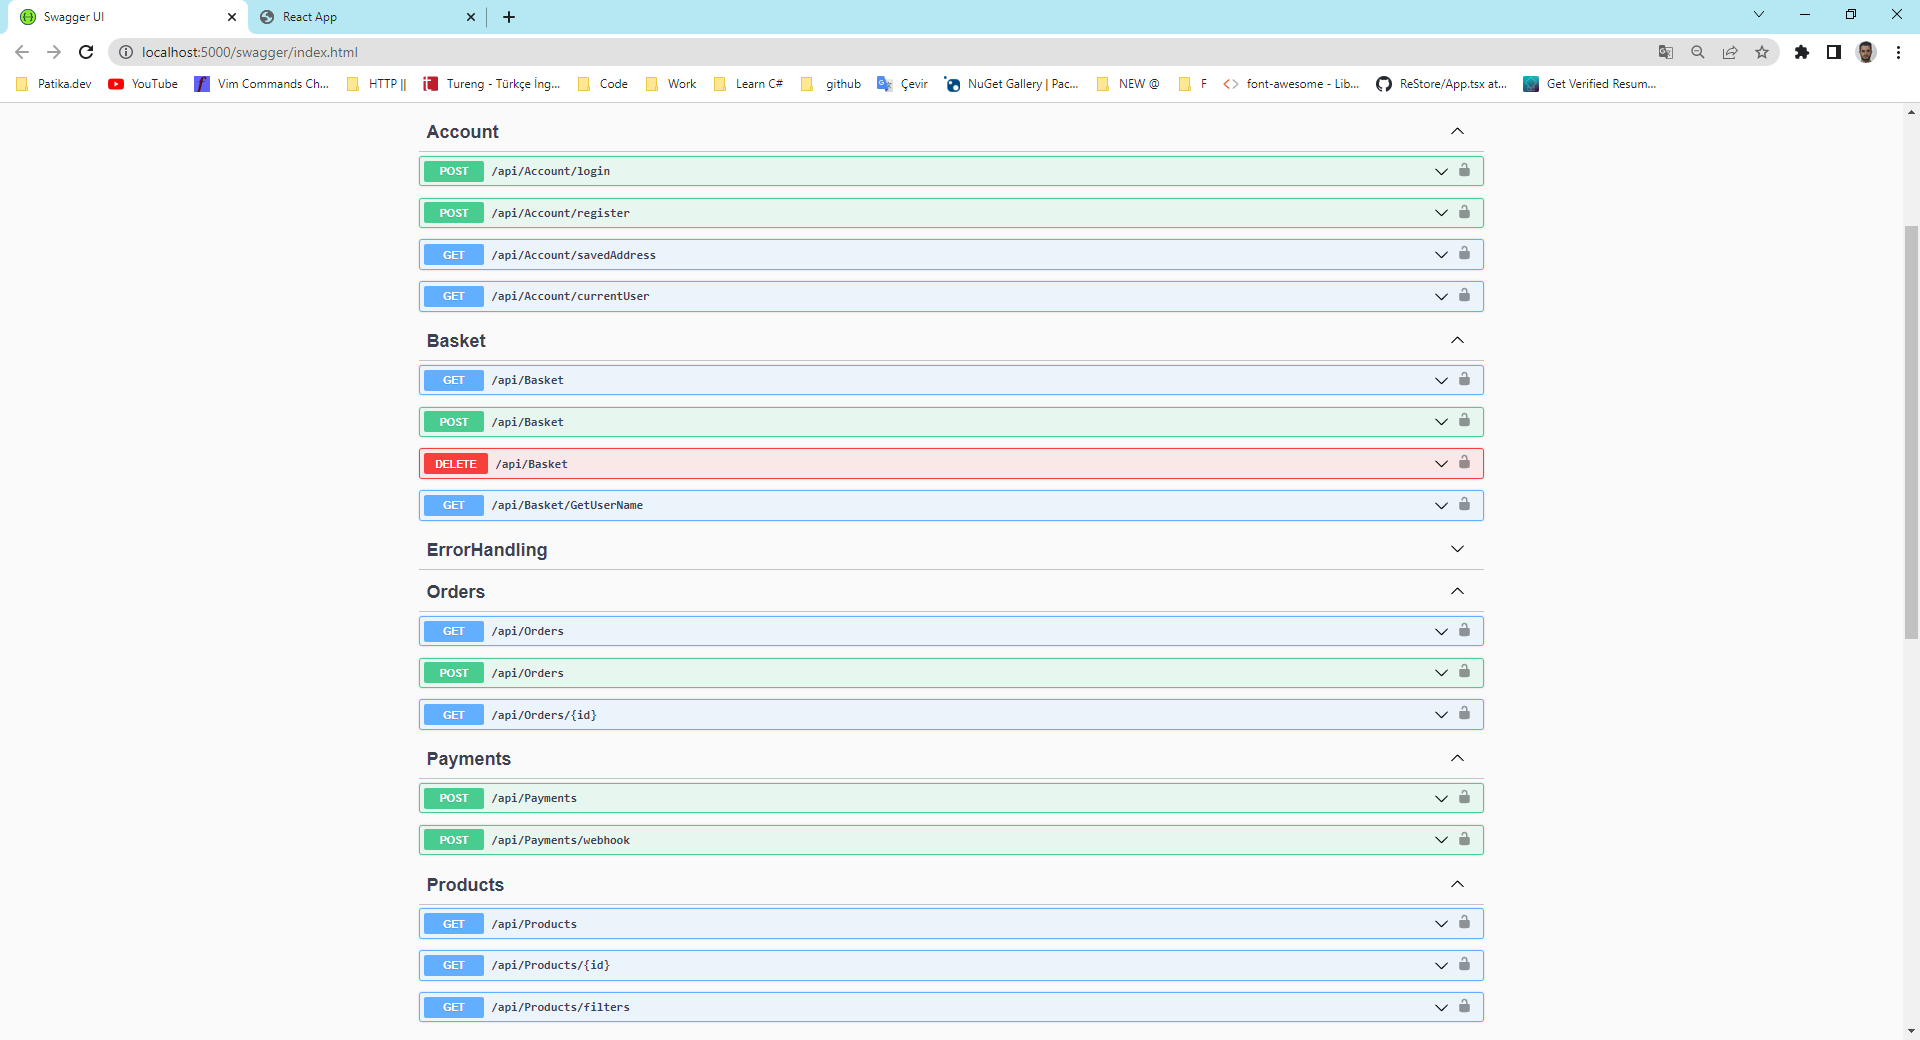 Swagger UI
React App
localhost:5000/swagger/index.html
Patika.dev YouTube Vim Commands Ch... HTTP || Tureng - Türkçe İng... Code Work Learn C# github Çevir NuGet Gallery | Pac... NEW @ F font-awesome - Lib... ReStore/App.tsx at... Get Verified Resum...
Account
POST /api/Account/login
POST /api/Account/register
GET /api/Account/savedAddress
GET /api/Account/currentUser
Basket
GET /api/Basket
POST /api/Basket
DELETE /api/Basket
GET /api/Basket/GetUserName
ErrorHandling
Orders
GET /api/Orders
POST /api/Orders
GET /api/Orders/{id}
Payments
POST /api/Payments
POST /api/Payments/webhook
Products
GET /api/Products
GET /api/Products/{id}
GET /api/Products/filters